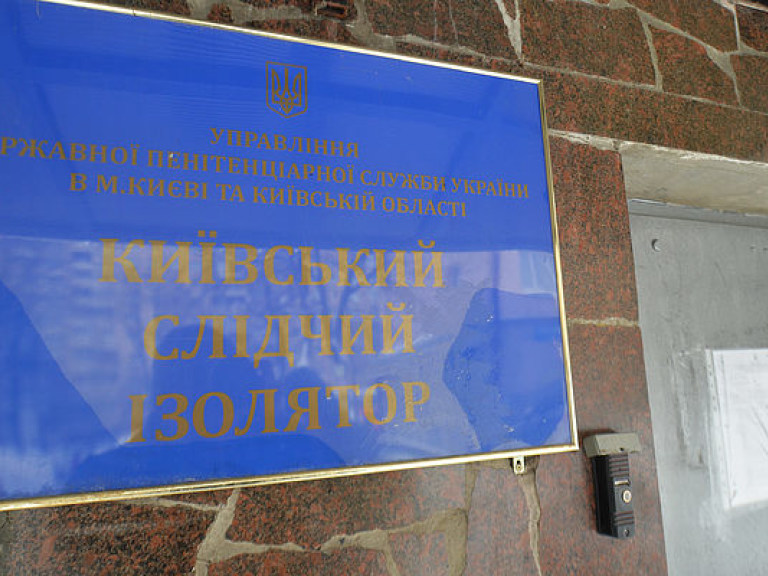 УПРАВЛІННЯ
РЖАВНОЇ ПЕНІТЕНЦІАРНОЇ СЛУЖБИ УКРАЇНИ
В М.КИЄВІ ТА КИЇВСЬКІЙ ОБЛАСТІ
КИЇВСЬКИЙ
СЛІДЧИЙ
ІЗОЛЯТОР